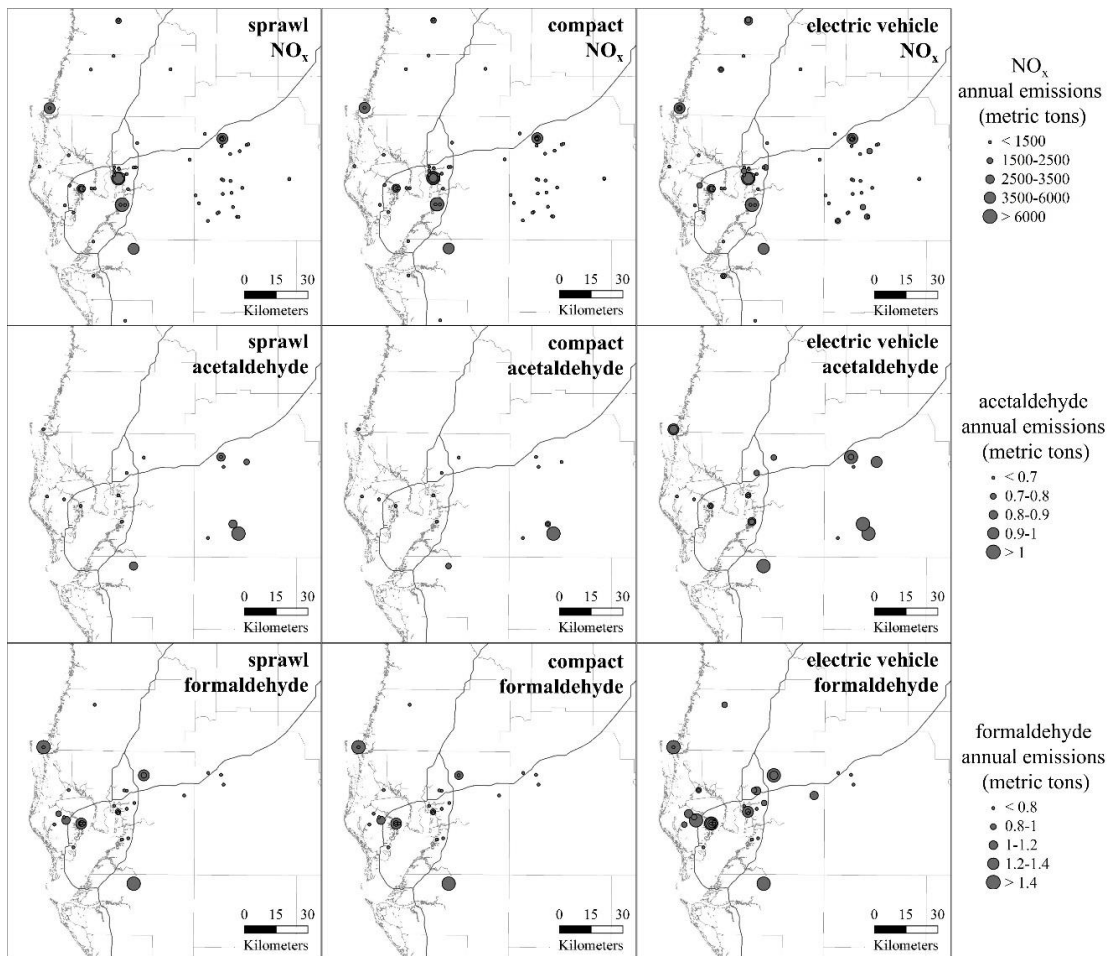 sprawl
NOx
compact
NOx
electric vehicle
NOx
NOx
annual emissions
(metric tons)
< 1500
1500-2500
2500-3500
3500-6000
> 6000
0 15 30
Kilometers
0 15 30
Kilometers
0 15 30
Kilometers
sprawl
acetaldehyde
compact
acetaldehyde
electric vehicle
acetaldehyde
acetaldehyde
annual emissions
(metric tons)
< 0.7
0.7-0.8
0.8-0.9
0.9-1
> 1
0 15 30
Kilometers
0 15 30
Kilometers
0 15 30
Kilometers
sprawl
formaldehyde
compact
formaldehyde
electric vehicle
formaldehyde
formaldehyde
annual emissions
(metric tons)
< 0.8
0.8-1
1-1.2
1.2-1.4
> 1.4
0 15 30
Kilometers
0 15 30
Kilometers
0 15 30
Kilometers